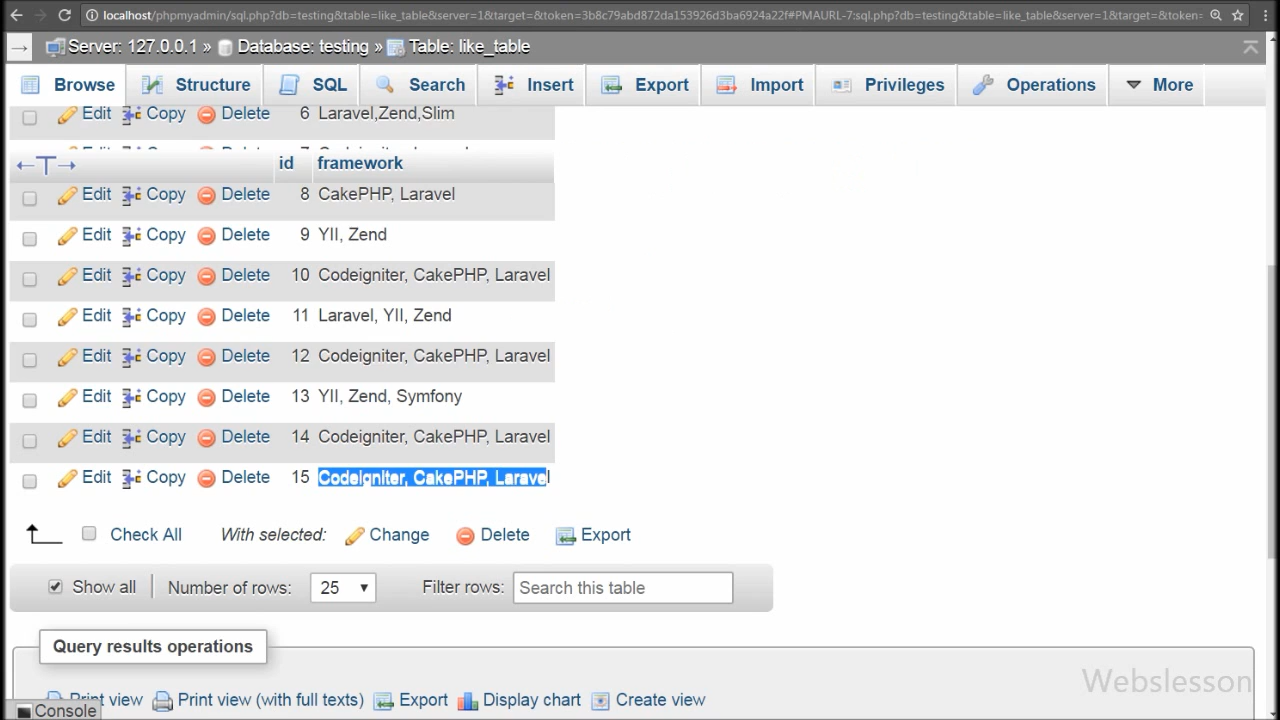 localhost/phpmyadmin/sql.php?db=testing&table=like_table&server=1&target=&token=3b8c79abd872da153926d3ba6924a22f#PMAURL-7:sql.php?db=testing&table=like_table&server=1&target=&token=
Server: 127.0.0.1 » Database: testing » Table: like_table
Browse Structure SQL Search Insert Export Import Privileges Operations More
Edit Copy Delete 6 Laravel,Zend,Slim
id framework
Edit Copy Delete 8 CakePHP, Laravel
Edit Copy Delete 9 YII, Zend
Edit Copy Delete 10 Codeigniter, CakePHP, Laravel
Edit Copy Delete 11 Laravel, YII, Zend
Edit Copy Delete 12 Codeigniter, CakePHP, Laravel
Edit Copy Delete 13 YII, Zend, Symfony
Edit Copy Delete 14 Codeigniter, CakePHP, Laravel
Edit Copy Delete 15 Codeigniter, CakePHP, Laravel
Check All With selected: Change Delete Export
Show all Number of rows: 25 Filter rows: Search this table
Query results operations
Print view Print view (with full texts) Export Display chart Create view
Webslesson
Console